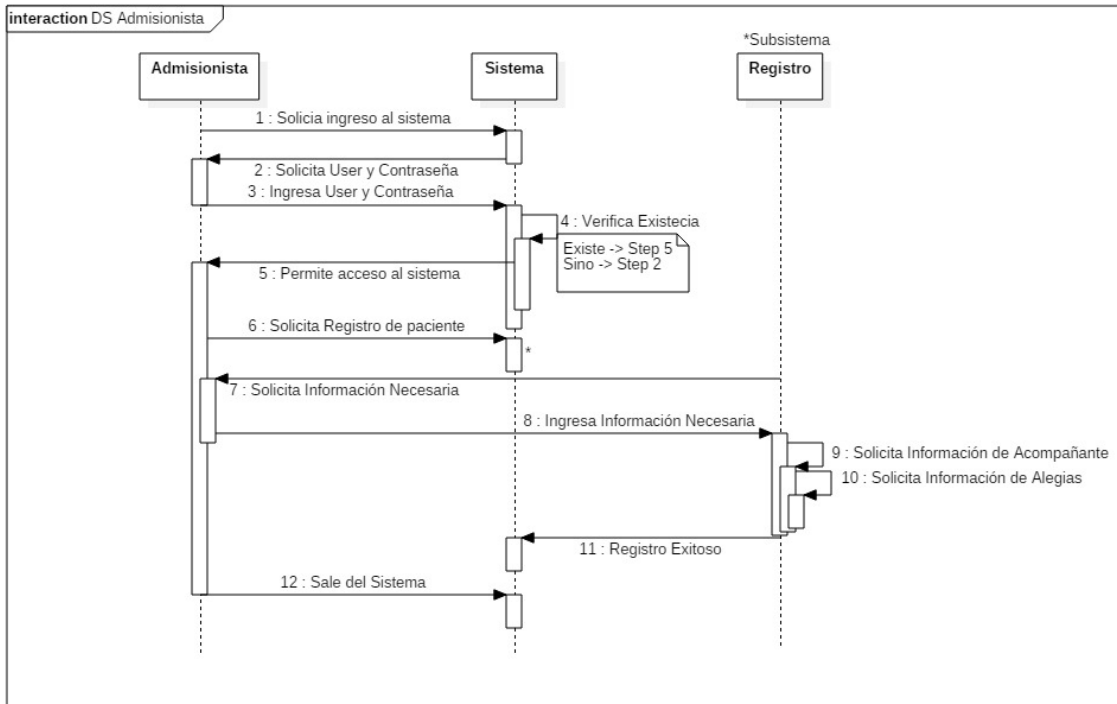 interaction DS Admisionista
*Subsistema
Admisionista
Sistema
Registro
1 : Solicia ingreso al sistema
2 : Solicita User y Contraseña
3 : Ingresa User y Contraseña
4 : Verifica Existecia
Existe -> Step 5
Sino -> Step 2
5 : Permite acceso al sistema
6 : Solicita Registro de paciente
*
7 : Solicita Información Necesaria
8 : Ingresa Información Necesaria
9 : Solicita Información de Acompañante
10 : Solicita Información de Alegias
11 : Registro Exitoso
12 : Sale del Sistema